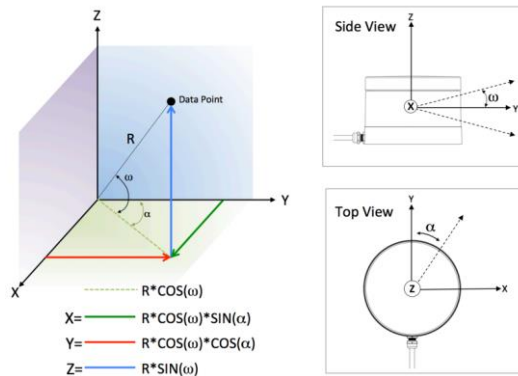 Z
Data Point
R
ω
α
Y
X
R*COS(ω)
X= R*COS(ω)*SIN(α)
Y= R*COS(ω)*COS(α)
Z= R*SIN(ω)
Side View
Z
X
ω
Y
Top View
Y
α
Z
X